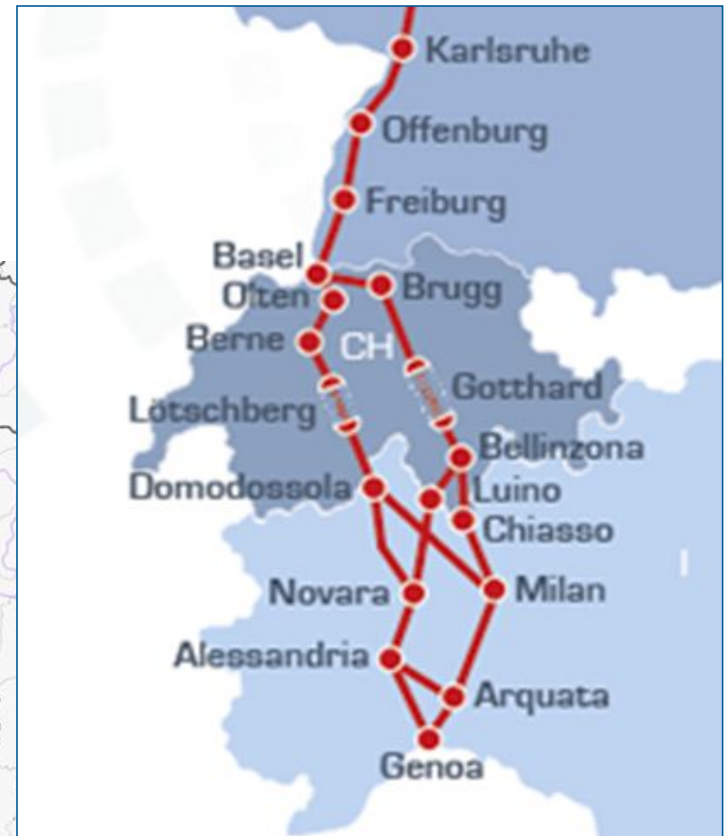 Karlsruhe
Offenburg
Freiburg
Basel
Olten
Brugg
Berne
CH
Gotthard
Lötschberg
Bellinzona
Domodossola
Luino
Chiasso
I
Novara
Milan
Alessandria
Arquata
Genoa